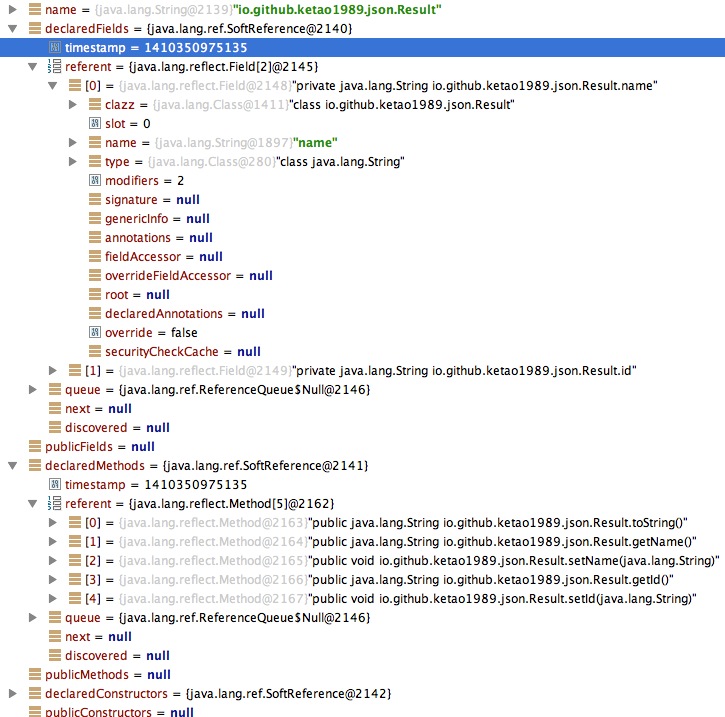 name = {java.lang.String@2139}"io.github.ketao1989.json.Result"
declaredFields = {java.lang.ref.SoftReference@2140}
timestamp = 1410350975135
referent = {java.lang.reflect.Field[2]@2145}
[0] = {java.lang.reflect.Field@2148}"private java.lang.String io.github.ketao1989.json.Result.name"
clazz = {java.lang.Class@1411}"class io.github.ketao1989.json.Result"
slot = 0
name = {java.lang.String@1897}"name"
type = {java.lang.Class@280}"class java.lang.String"
modifiers = 2
signature = null
genericInfo = null
annotations = null
fieldAccessor = null
overrideFieldAccessor = null
root = null
declaredAnnotations = null
override = false
securityCheckCache = null
[1] = {java.lang.reflect.Field@2149}"private java.lang.String io.github.ketao1989.json.Result.id"
queue = {java.lang.ref.ReferenceQueue$Null@2146}
next = null
discovered = null
publicFields = null
declaredMethods = {java.lang.ref.SoftReference@2141}
timestamp = 1410350975135
referent = {java.lang.reflect.Method[5]@2162}
[0] = {java.lang.reflect.Method@2163}"public java.lang.String io.github.ketao1989.json.Result.toString()"
[1] = {java.lang.reflect.Method@2164}"public java.lang.String io.github.ketao1989.json.Result.getName()"
[2] = {java.lang.reflect.Method@2165}"public void io.github.ketao1989.json.Result.setName(java.lang.String)"
[3] = {java.lang.reflect.Method@2166}"public java.lang.String io.github.ketao1989.json.Result.getId()"
[4] = {java.lang.reflect.Method@2167}"public void io.github.ketao1989.json.Result.setId(java.lang.String)"
queue = {java.lang.ref.ReferenceQueue$Null@2146}
next = null
discovered = null
publicMethods = null
declaredConstructors = {java.lang.ref.SoftReference@2142}
publicConstructors = null